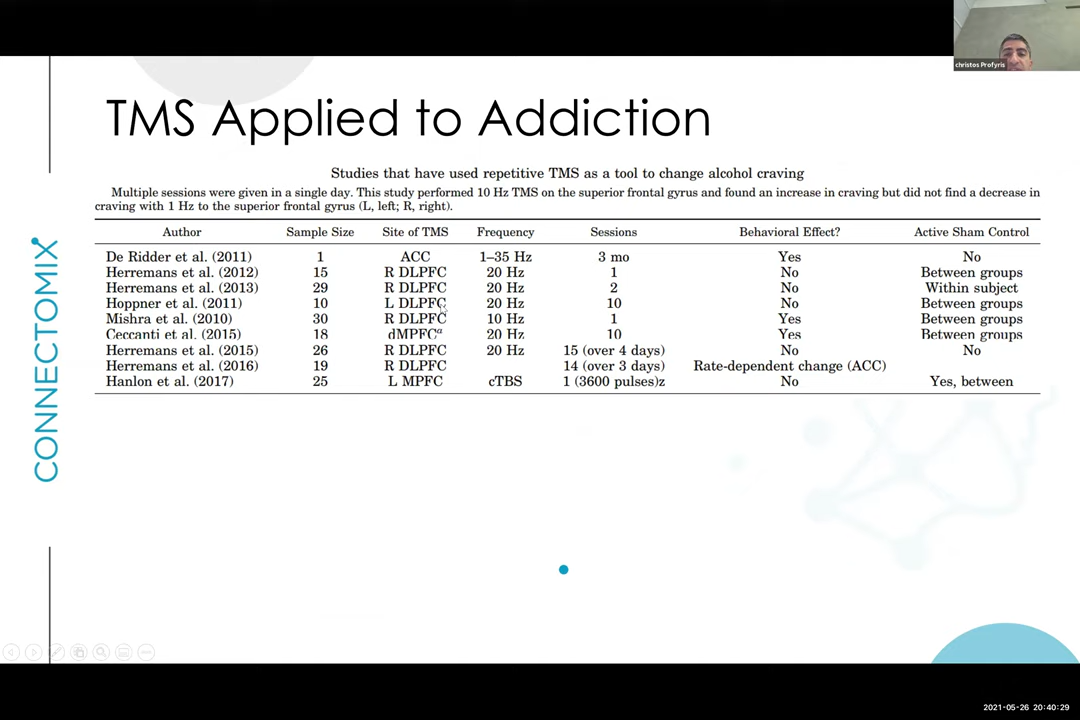 christos Profyris
TMS Applied to Addiction
CONNECTOMIX
Studies that have used repetitive TMS as a tool to change alcohol craving
Multiple sessions were given in a single day. This study performed 10 Hz TMS on the superior frontal gyrus and found an increase in craving but did not find a decrease in
craving with 1 Hz to the superior frontal gyrus (L, left; R, right).
Author Sample Size Site of TMS Frequency Sessions Behavioral Effect? Active Sham Control
De Ridder et al. (2011) 1 ACC 1–35 Hz 3 mo Yes No
Herremans et al. (2012) 15 R DLPFC 20 Hz 1 No Between groups
Herremans et al. (2013) 29 R DLPFC 20 Hz 2 No Within subject
Hoppner et al. (2011) 10 L DLPFC 20 Hz 10 No Between groups
Mishra et al. (2010) 30 R DLPFC 10 Hz 1 Yes Between groups
Ceccanti et al. (2015) 18 dMPFCa 20 Hz 10 Yes Between groups
Herremans et al. (2015) 26 R DLPFC 20 Hz 15 (over 4 days) No No
Herremans et al. (2016) 19 R DLPFC 14 (over 3 days) Rate-dependent change (ACC)
Hanlon et al. (2017) 25 L MPFC cTBS 1 (3600 pulses)z No Yes, between
2021-05-26 20:40:29